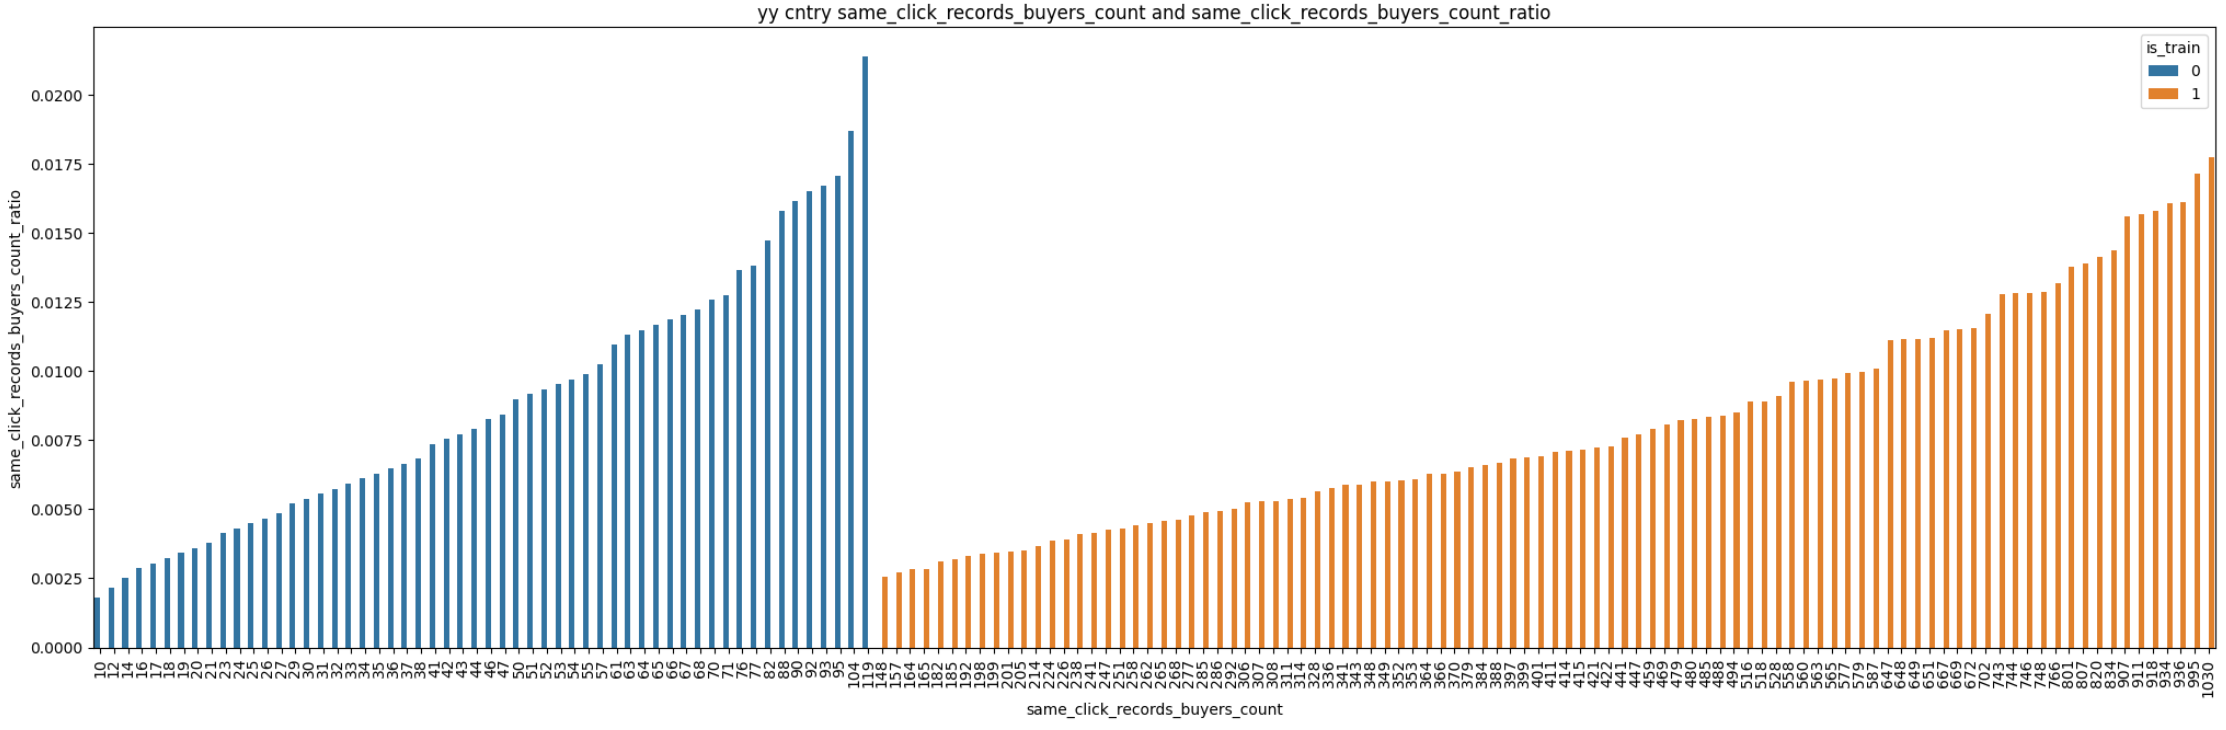 yy cntry same_click_records_buyers_count and same_click_records_buyers_count_ratio
is_train
0
1
same_click_records_buyers_count_ratio
0.0200
0.0175
0.0150
0.0125
0.0100
0.0075
0.0050
0.0025
0.0000
10 12 14 16 17 18 19 20 21 23 24 25 26 27 29 30 31 32 33 34 35 36 37 38 41 42 43 44 46 47 50 51 52 53 54 55 57 61 63 64 65 66 67 68 70 71 76 77 82 88 90 92 93 95 104 119 148 157 164 165 182 185 192 198 199 201 205 214 224 226 238 241 247 251 258 262 265 268 277 285 286 292 306 307 308 311 314 328 336 341 343 348 349 352 353 364 366 370 379 384 388 397 399 401 411 414 415 421 422 441 447 459 469 479 480 485 488 494 516 518 528 558 560 563 565 577 579 587 647 648 649 651 667 669 672 702 743 744 746 748 766 801 807 820 834 907 911 918 934 936 995 1030
same_click_records_buyers_count